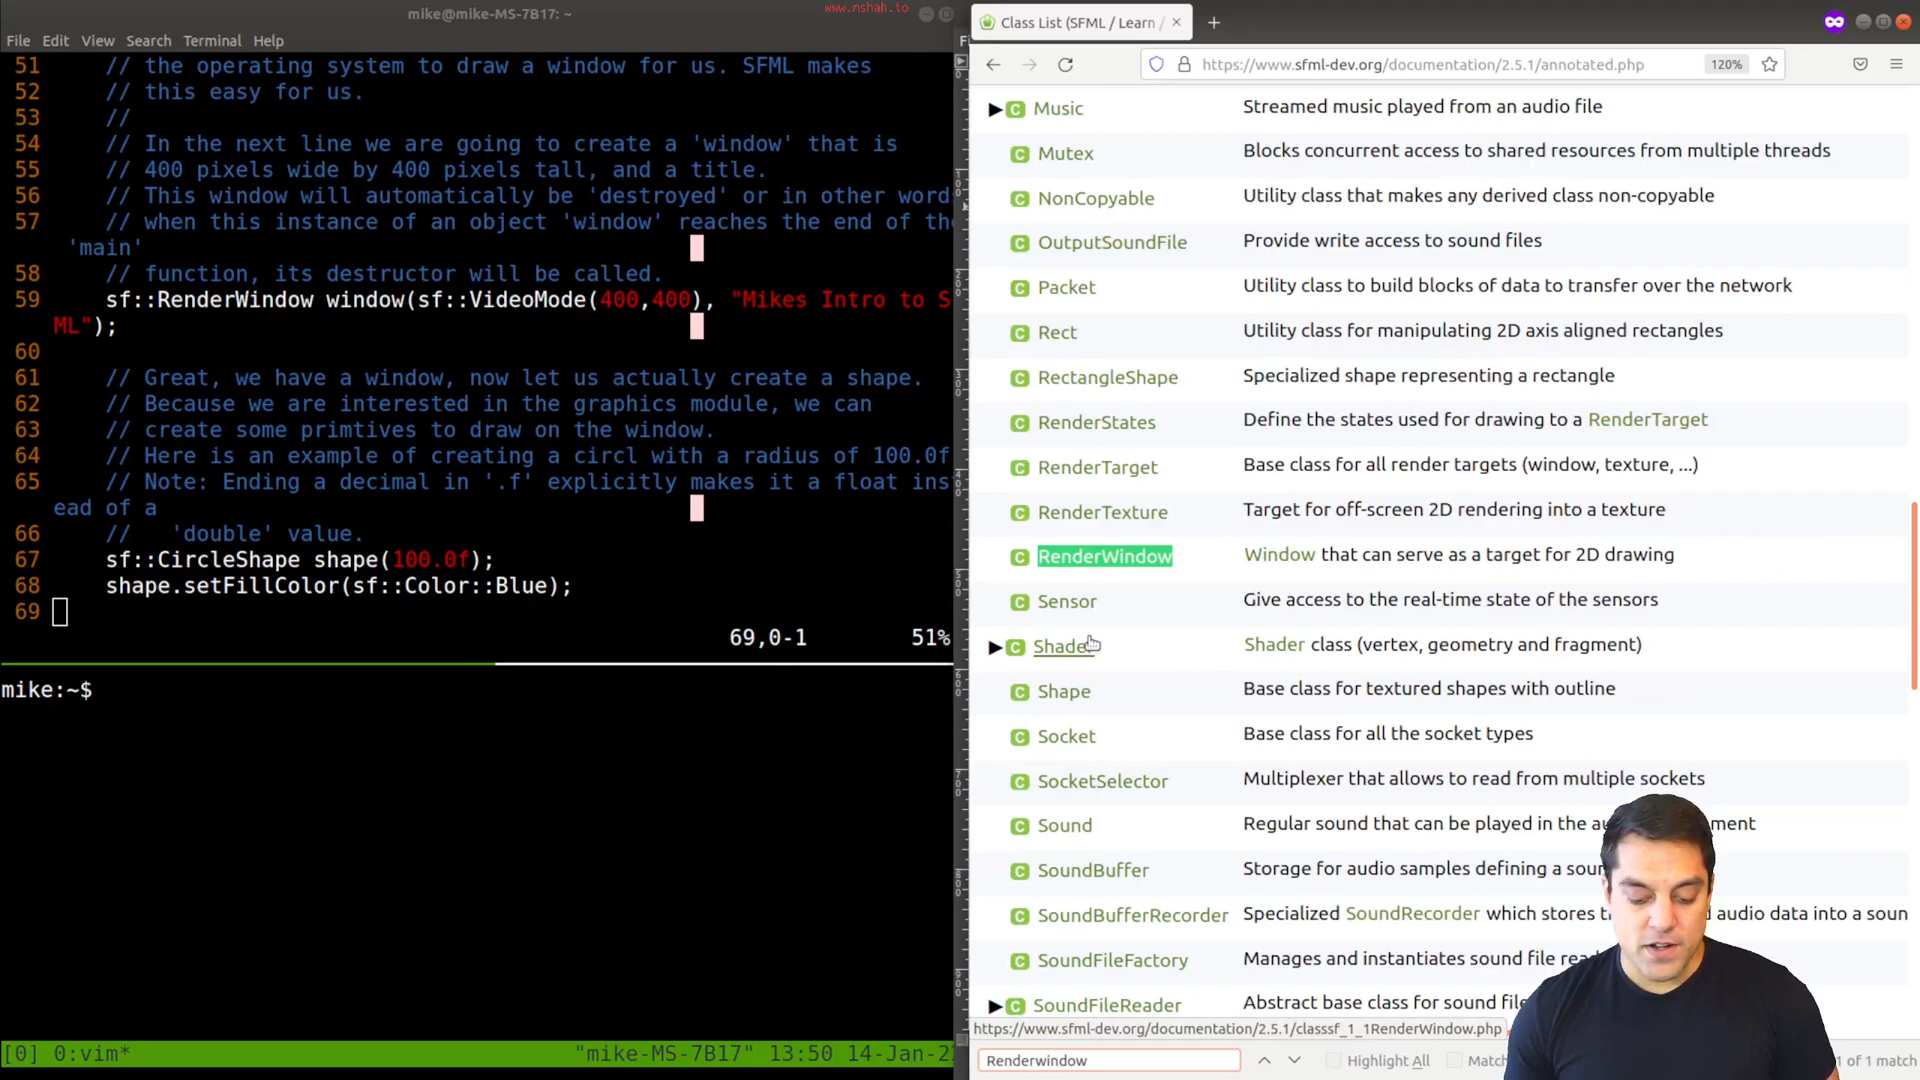 mike@mike-MS-7B17: ~
www.mshah.io
File Edit View Search Terminal Help
51 // the operating system to draw a window for us. SFML makes
52 // this easy for us.
53 //
54 // In the next line we are going to create a 'window' that is
55 // 400 pixels wide by 400 pixels tall, and a title.
56 // This window will automatically be 'destroyed' or in other word
57 // when this instance of an object 'window' reaches the end of the
'main'
58 // function, its destructor will be called.
59 sf::RenderWindow window(sf::VideoMode(400,400), "Mikes Intro to S
ML");
60
61 // Great, we have a window, now let us actually create a shape.
62 // Because we are interested in the graphics module, we can
63 // create some primtives to draw on the window.
64 // Here is an example of creating a circl with a radius of 100.0f
65 // Note: Ending a decimal in '.f' explicitly makes it a float ins
ead of a
66 // 'double' value.
67 sf::CircleShape shape(100.0f);
68 shape.setFillColor(sf::Color::Blue);
69
69,0-1 51%
mike:~$
[0] 0:vim* "mike-MS-7B17" 13:50 14-Jan-2
Class List (SFML / Learn /
https://www.sfml-dev.org/documentation/2.5.1/annotated.php 120%
Music Streamed music played from an audio file
Mutex Blocks concurrent access to shared resources from multiple threads
NonCopyable Utility class that makes any derived class non-copyable
OutputSoundFile Provide write access to sound files
Packet Utility class to build blocks of data to transfer over the network
Rect Utility class for manipulating 2D axis aligned rectangles
RectangleShape Specialized shape representing a rectangle
RenderStates Define the states used for drawing to a RenderTarget
RenderTarget Base class for all render targets (window, texture, ...)
RenderTexture Target for off-screen 2D rendering into a texture
RenderWindow Window that can serve as a target for 2D drawing
Sensor Give access to the real-time state of the sensors
Shader Shader class (vertex, geometry and fragment)
Shape Base class for textured shapes with outline
Socket Base class for all the socket types
SocketSelector Multiplexer that allows to read from multiple sockets
Sound Regular sound that can be played in the au ment
SoundBuffer Storage for audio samples defining a soun
SoundBufferRecorder Specialized SoundRecorder which stores t d audio data into a soun
SoundFileFactory Manages and instantiates sound file rea
SoundFileReader Abstract base class for sound file
https://www.sfml-dev.org/documentation/2.5.1/classsf_1_1RenderWindow.php
Renderwindow Highlight All Matc 1 of 1 match